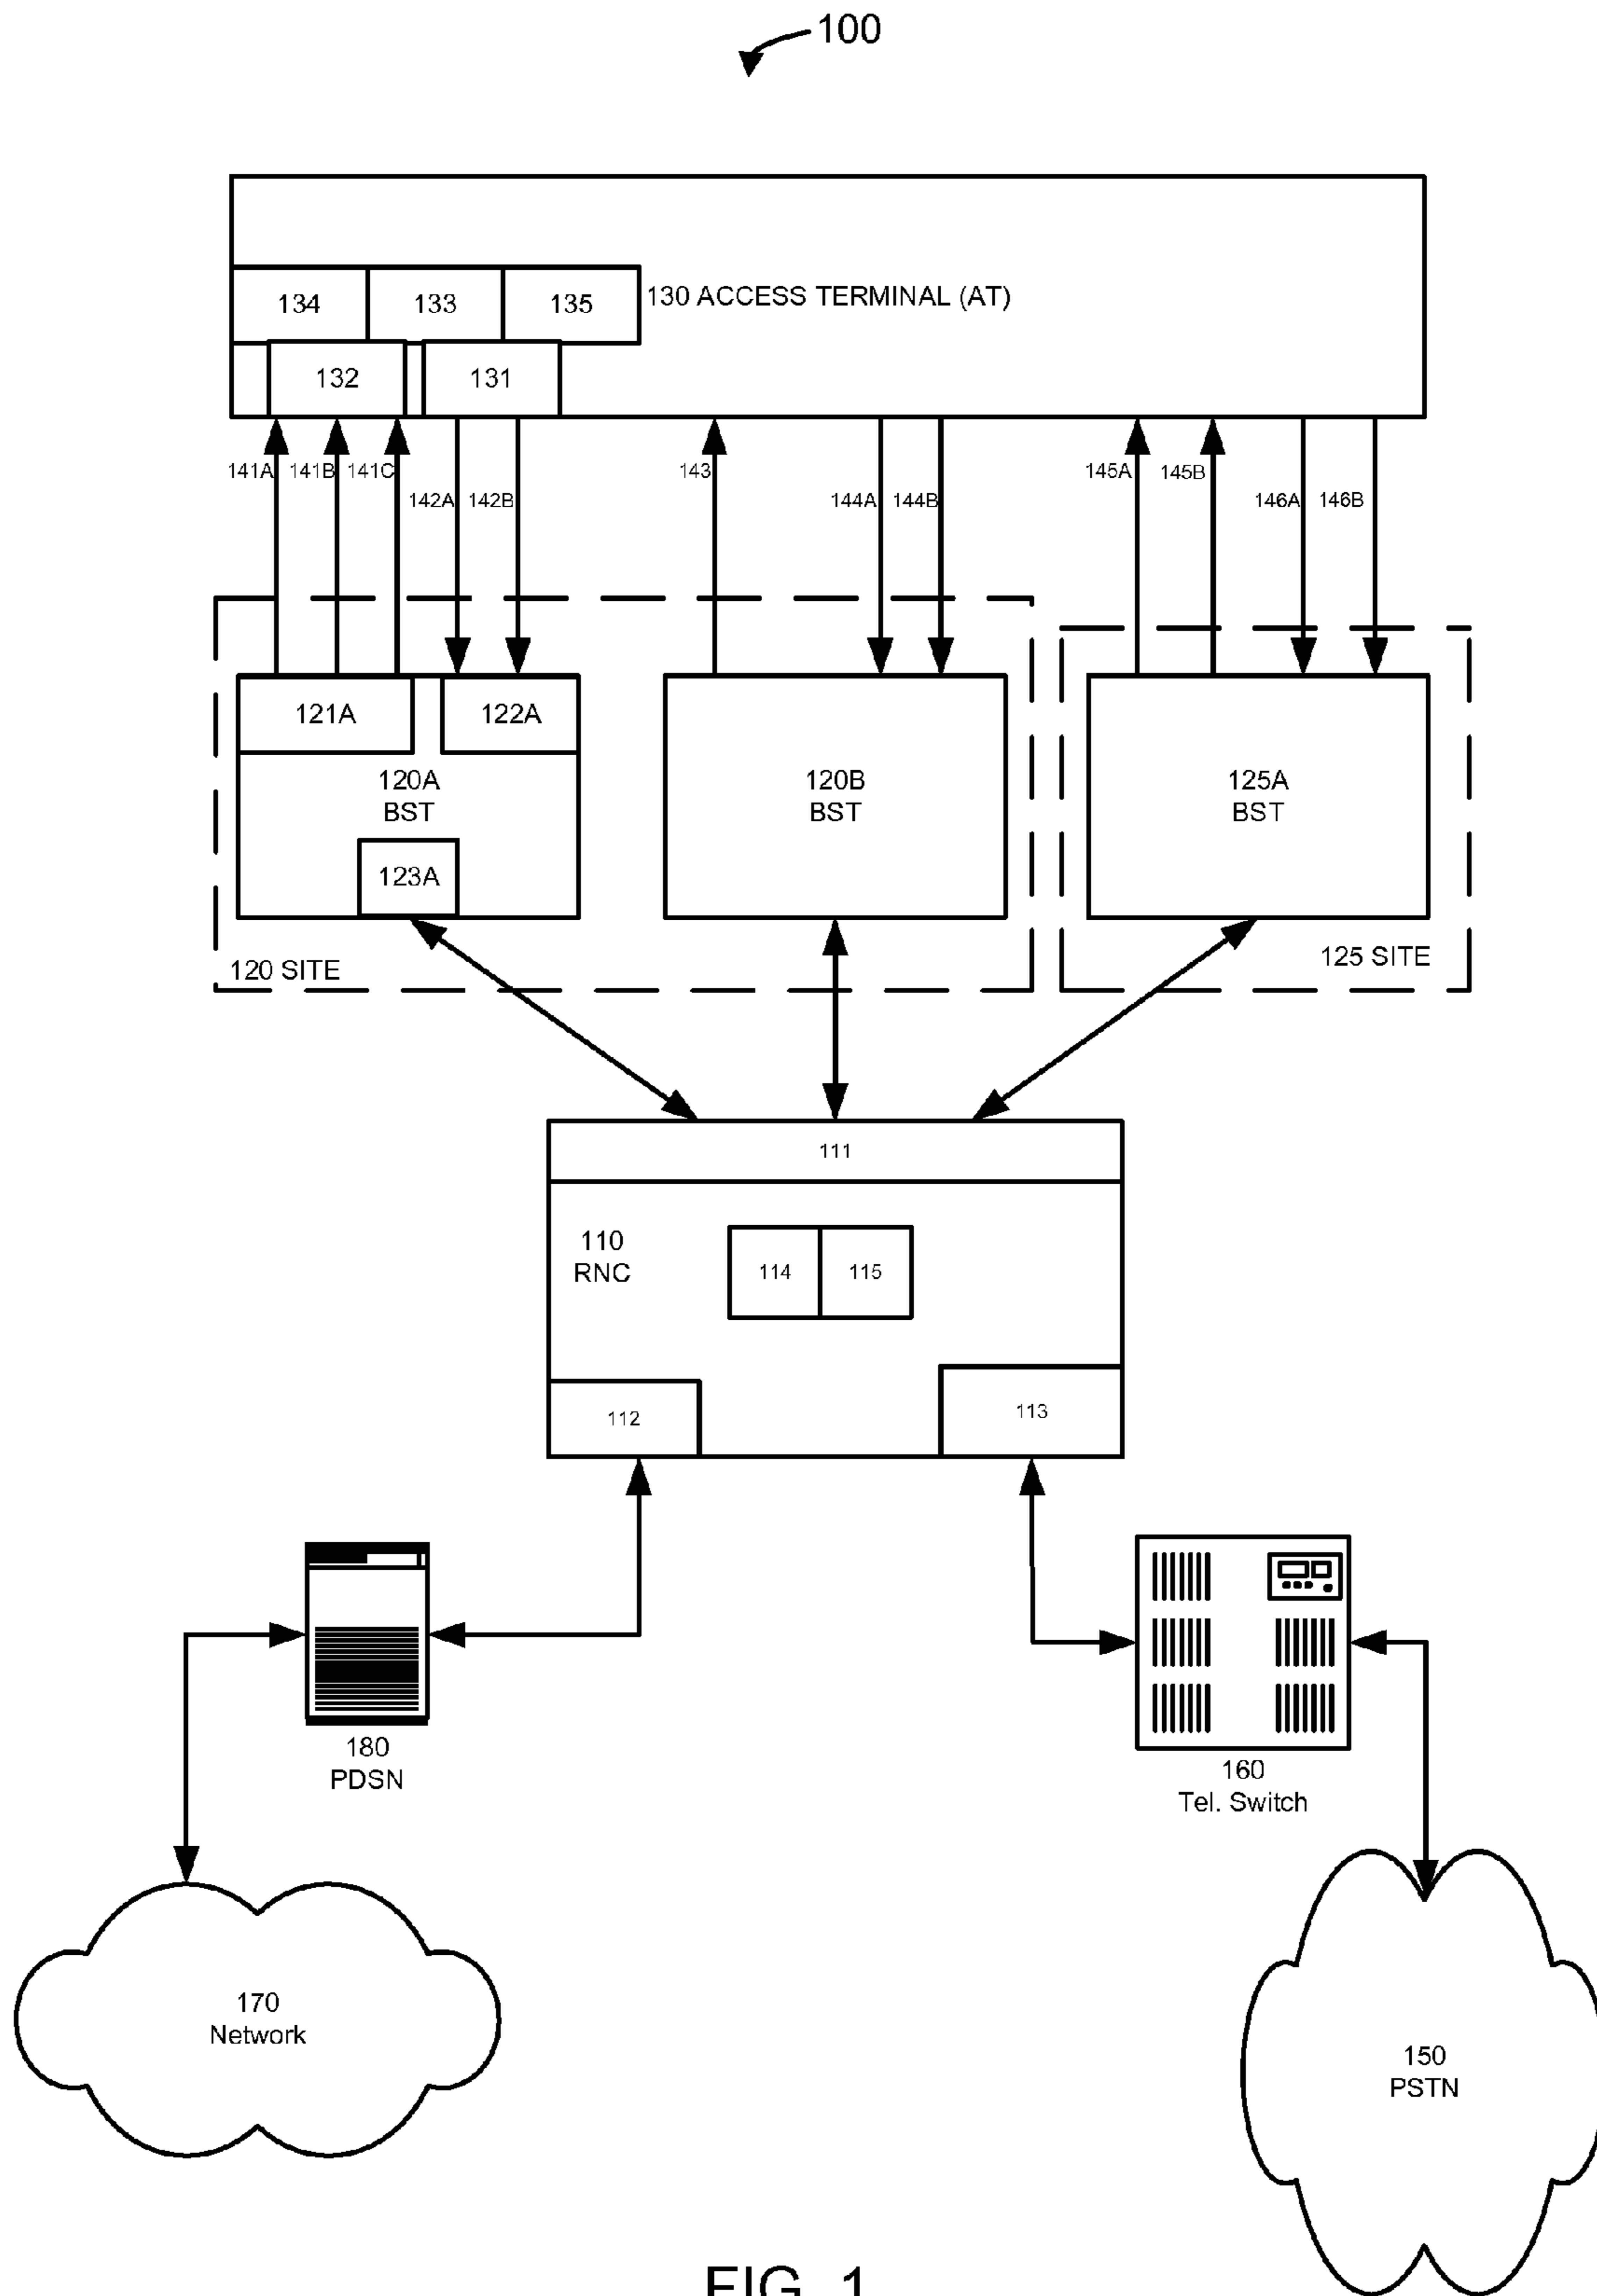 100
134
133
135
130 ACCESS TERMINAL (AT)
132
131
141A
141B
141C
142A
142B
143
144A
144B
145A
145B
146A
146B
121A
122A
120A
BST
123A
120B
BST
125A
BST
120 SITE
125 SITE
111
110
RNC
114
115
112
113
180
PDSN
160
Tel. Switch
170
Network
150
PSTN
FIG. 1